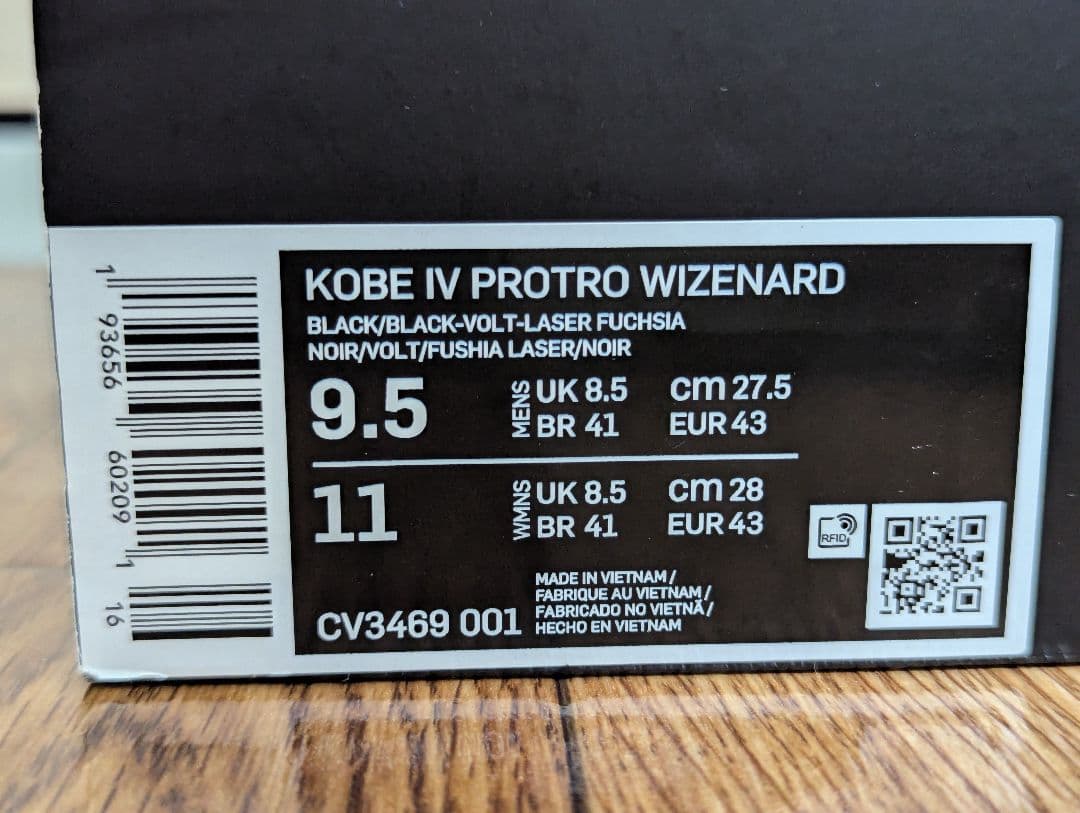 KOBE IV PROTRO WIZENARD
BLACK/BLACK-VOLT-LASER FUCHSIA
NOIR/VOLT/FUSHIA LASER/NOIR
9.5 MENS UK 8.5 cm 27.5
BR 41 EUR 43
11 WMNS UK 8.5 cm 28
BR 41 EUR 43
RFID
CV3469 001
MADE IN VIETNAM/
FABRIQUE AU VIETNAM/
FABRICADO NO VIETNÃ/
HECHO EN VIETNAM
1 93656 60209 1 16